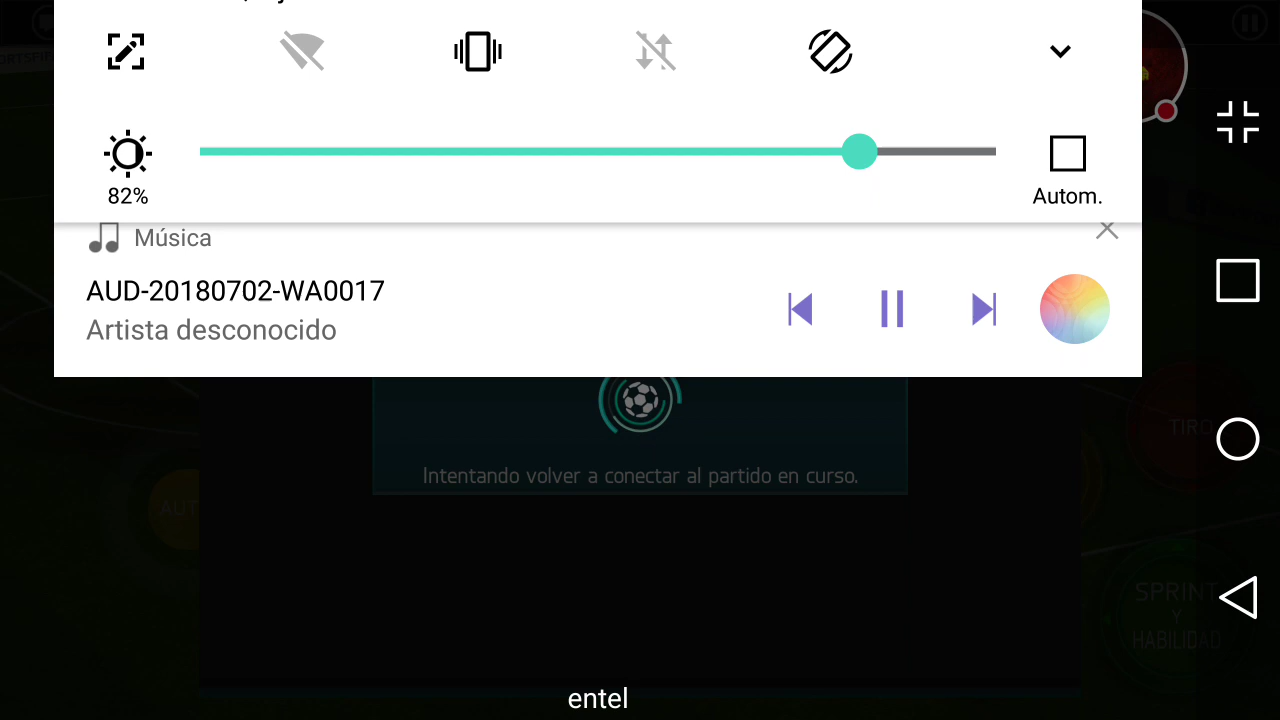 82%
Autom.
Música
AUD-20180702-WA0017
Artista desconocido
Intentando volver a conectar al partido en curso.
TIRO
SPRINT
Y
HABILIDAD
entel